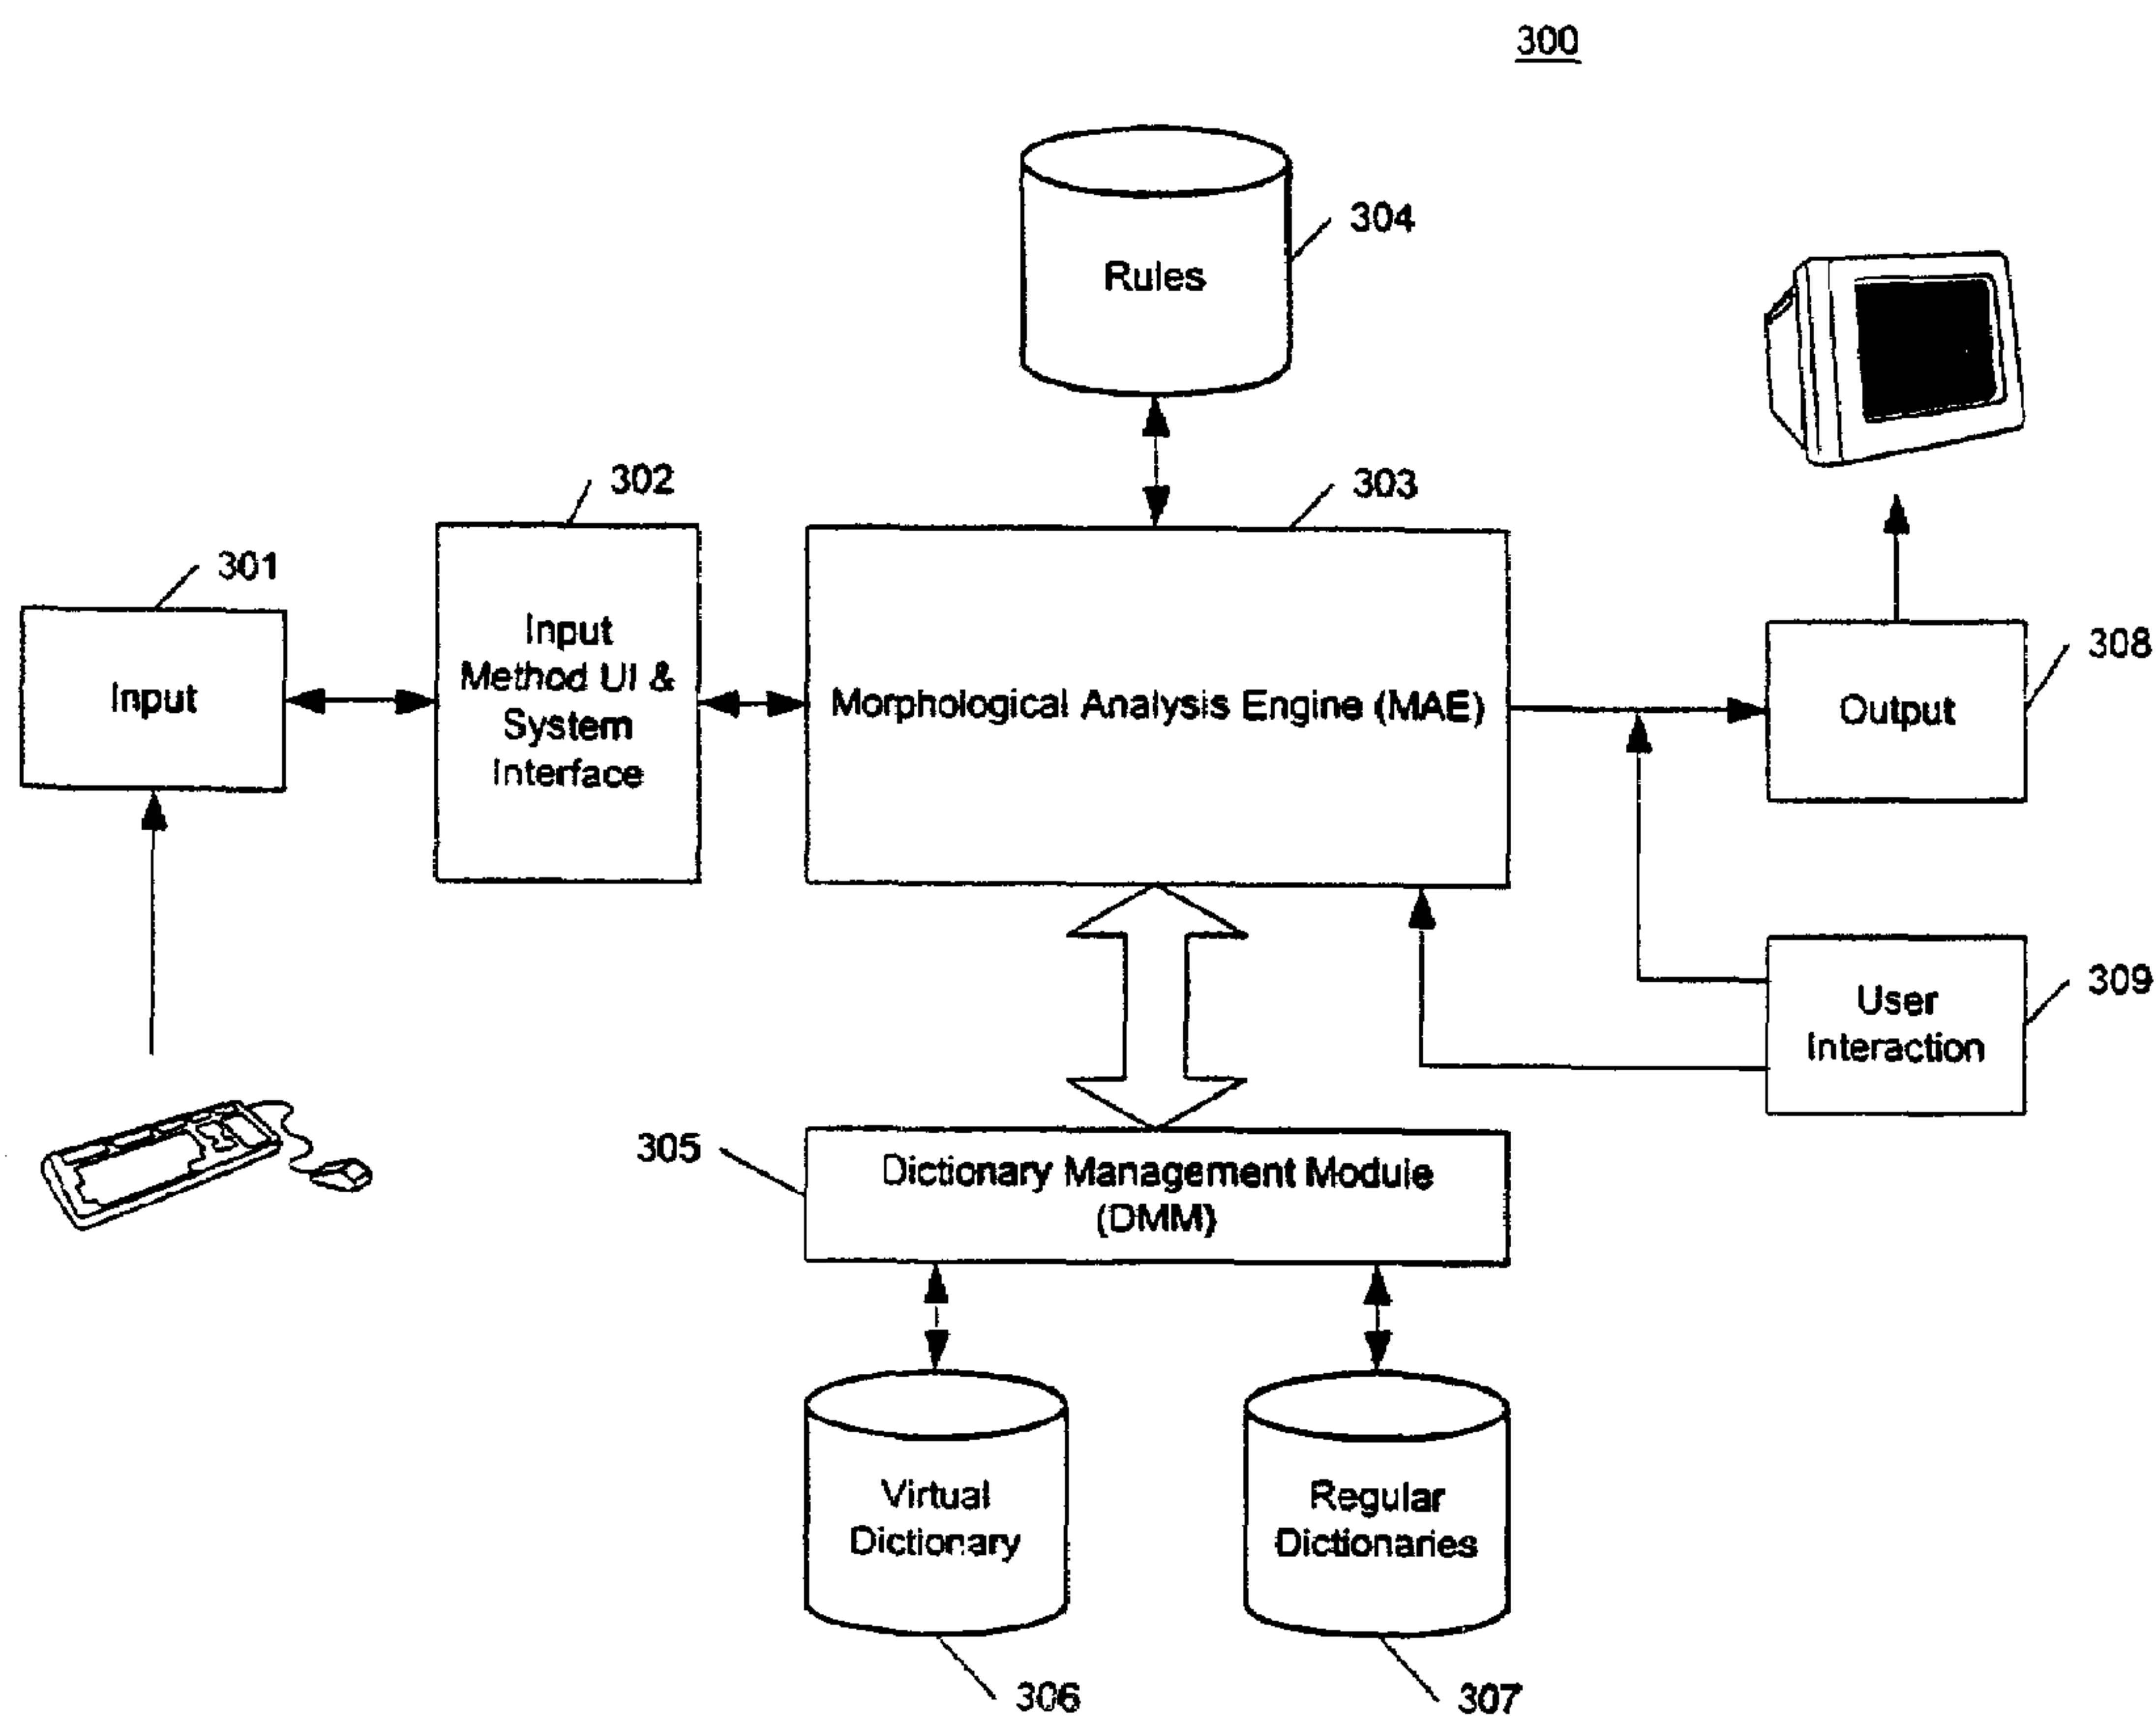 300
304
Rules
302
303
301
Input
Input
Method UI &
System
Interface
Morphological Analysis Engine (MAE)
308
Output
309
User
Interaction
305
Dictionary Management Module
(DMM)
Virtual
Dictionary
Regular
Dictionaries
306
307